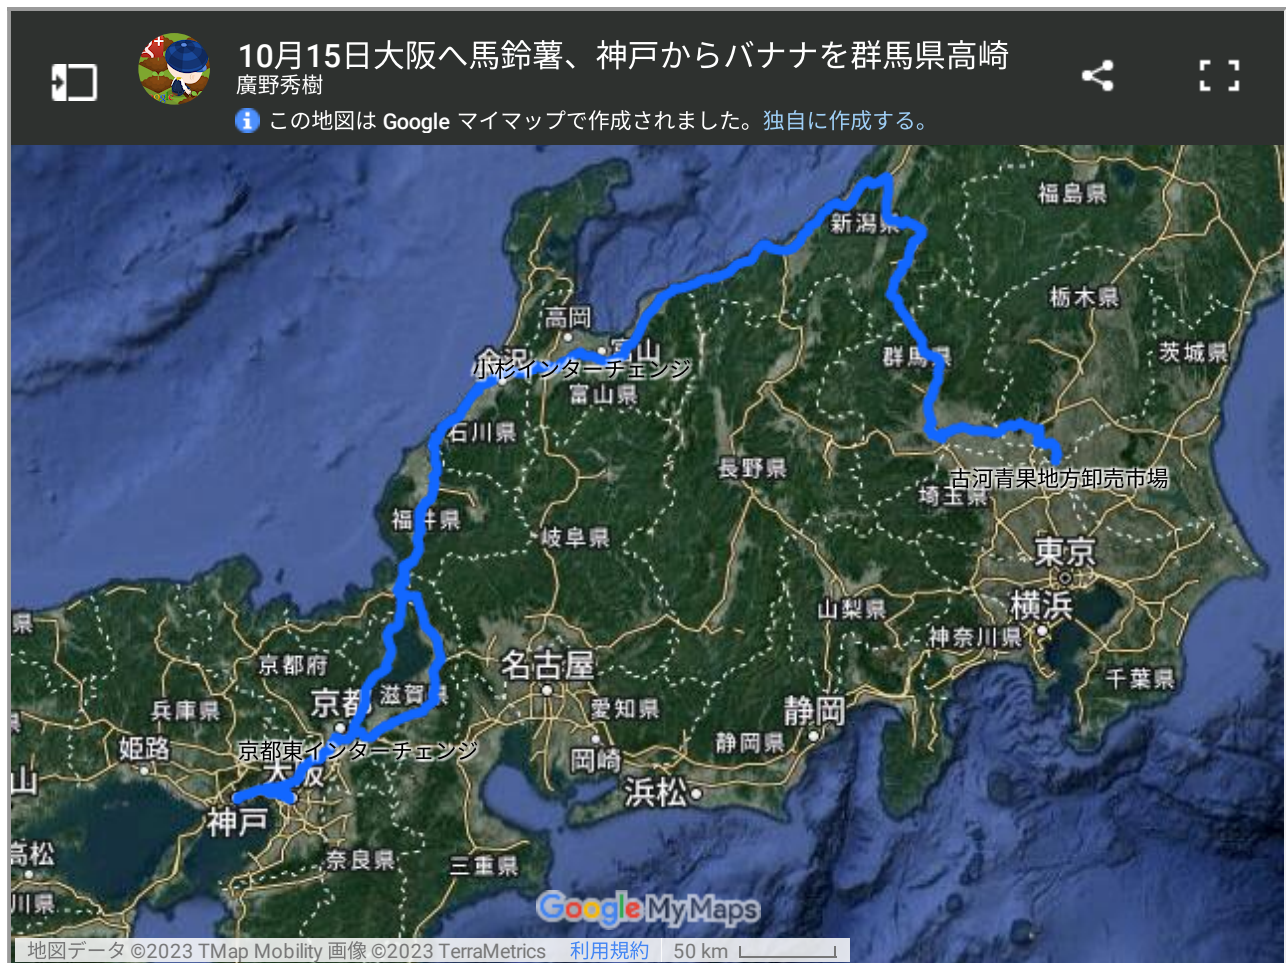 10月15日大阪へ馬鈴薯、神戸からバナナを群馬県高崎
廣野秀樹
この地図は Google マイマップで作成されました。独自に作成する。
福島県
新潟県
栃木県
高岡
富山
茨城県
群馬県
金沢
小杉インターチェンジ
富山県
石川県
長野県
古河青果地方卸売市場
埼玉県
福井県
岐阜県
東京
横浜
山梨県
神奈川県
県
京都府
名古屋
千葉県
滋賀県
京都
兵庫県
愛知県
静岡
静岡県
姫路
京都東インターチェンジ
岡崎
大阪
山
浜松
神戸
高松
奈良県
三重県
川県
Google My Maps
地図データ ©2023 TMap Mobility 画像 ©2023 TerraMetrics 利用規約 50 km